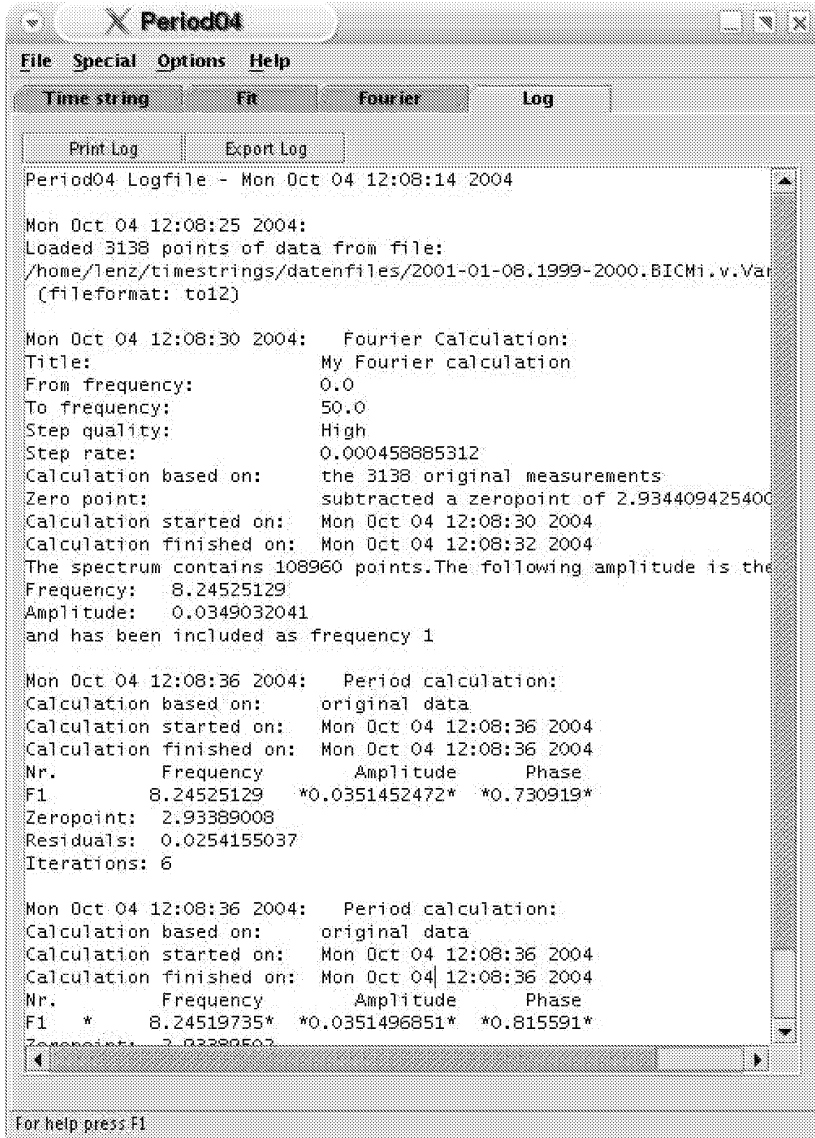 Period04
File Special Options Help
Time string Fit Fourier Log
Print Log Export Log
Period04 Logfile - Mon Oct 04 12:08:14 2004
Mon Oct 04 12:08:25 2004:
Loaded 3138 points of data from file:
/home/lenz/timestrings/datenfiles/2001-01-08.1999-2000.BICMi.v.Var
(fileformat: to12)
Mon Oct 04 12:08:30 2004: Fourier Calculation:
Title: My Fourier calculation
From frequency: 0.0
To frequency: 50.0
Step quality: High
Step rate: 0.000458885312
Calculation based on: the 3138 original measurements
Zero point: subtracted a zeropoint of 2.934409425400
Calculation started on: Mon Oct 04 12:08:30 2004
Calculation finished on: Mon Oct 04 12:08:32 2004
The spectrum contains 108960 points.The following amplitude is the
Frequency: 8.24525129
Amplitude: 0.0349032041
and has been included as frequency 1
Mon Oct 04 12:08:36 2004: Period calculation:
Calculation based on: original data
Calculation started on: Mon Oct 04 12:08:36 2004
Calculation finished on: Mon Oct 04 12:08:36 2004
Nr. Frequency Amplitude Phase
F1 8.24525129 *0.0351452472* *0.730919*
Zeropoint: 2.93389008
Residuals: 0.0254155037
Iterations: 6
Mon Oct 04 12:08:36 2004: Period calculation:
Calculation based on: original data
Calculation started on: Mon Oct 04 12:08:36 2004
Calculation finished on: Mon Oct 04 12:08:36 2004
Nr. Frequency Amplitude Phase
F1 * 8.24519735* *0.0351496851* *0.815591*
Zeropoint: 2.93389502
For help press F1